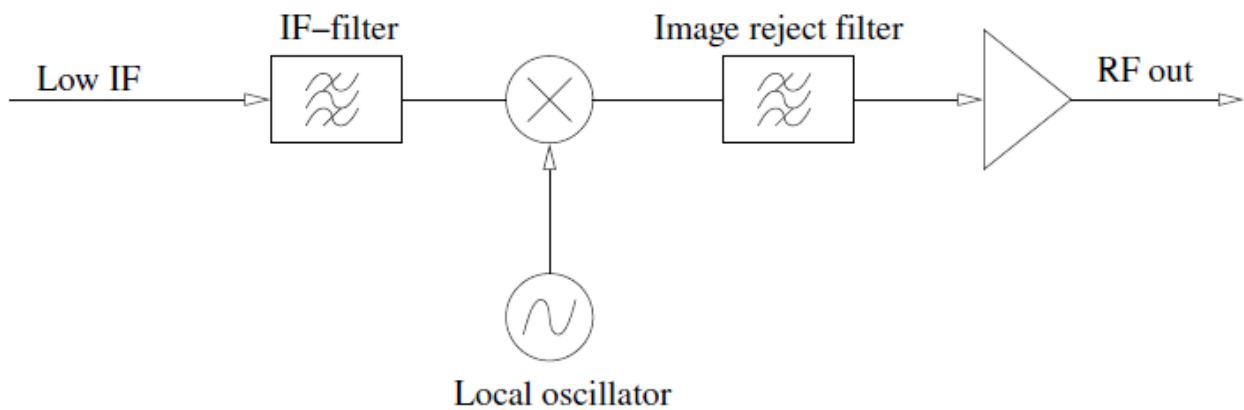 IF–filter
Image reject filter
Low IF
RF out
Local oscillator